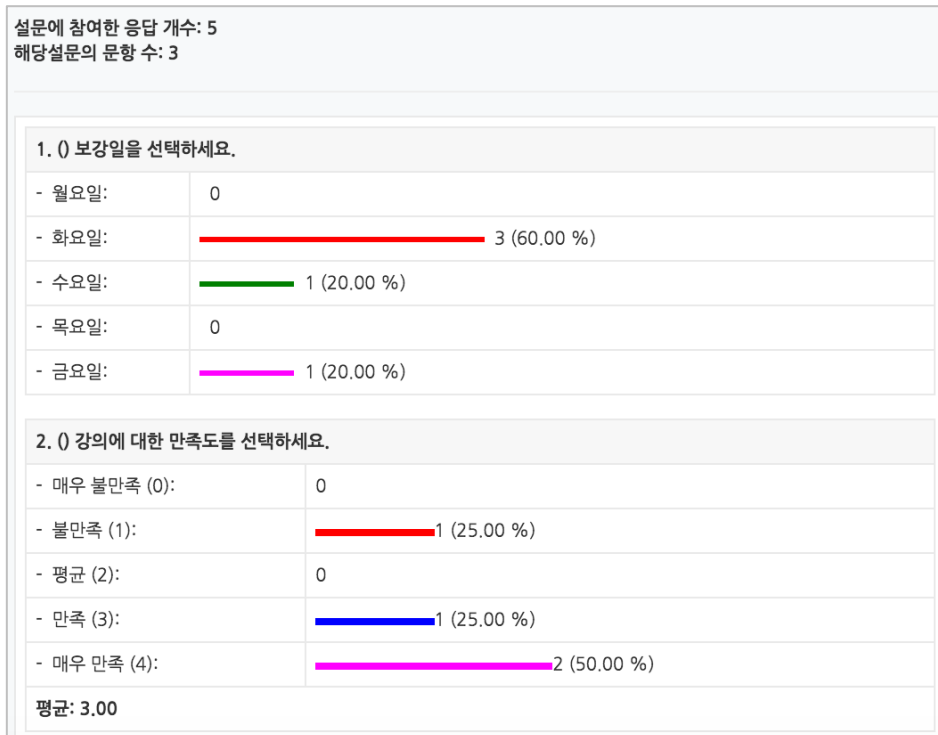 설문에 참여한 응답 개수: 5
해당설문의 문항 수: 3
1. () 보강일을 선택하세요.
- 월요일: 0
- 화요일: 3 (60.00 %)
- 수요일: 1 (20.00 %)
- 목요일: 0
- 금요일: 1 (20.00 %)
2. () 강의에 대한 만족도를 선택하세요.
- 매우 불만족 (0): 0
- 불만족 (1): 1 (25.00 %)
- 평균 (2): 0
- 만족 (3): 1 (25.00 %)
- 매우 만족 (4): 2 (50.00 %)
평균: 3.00